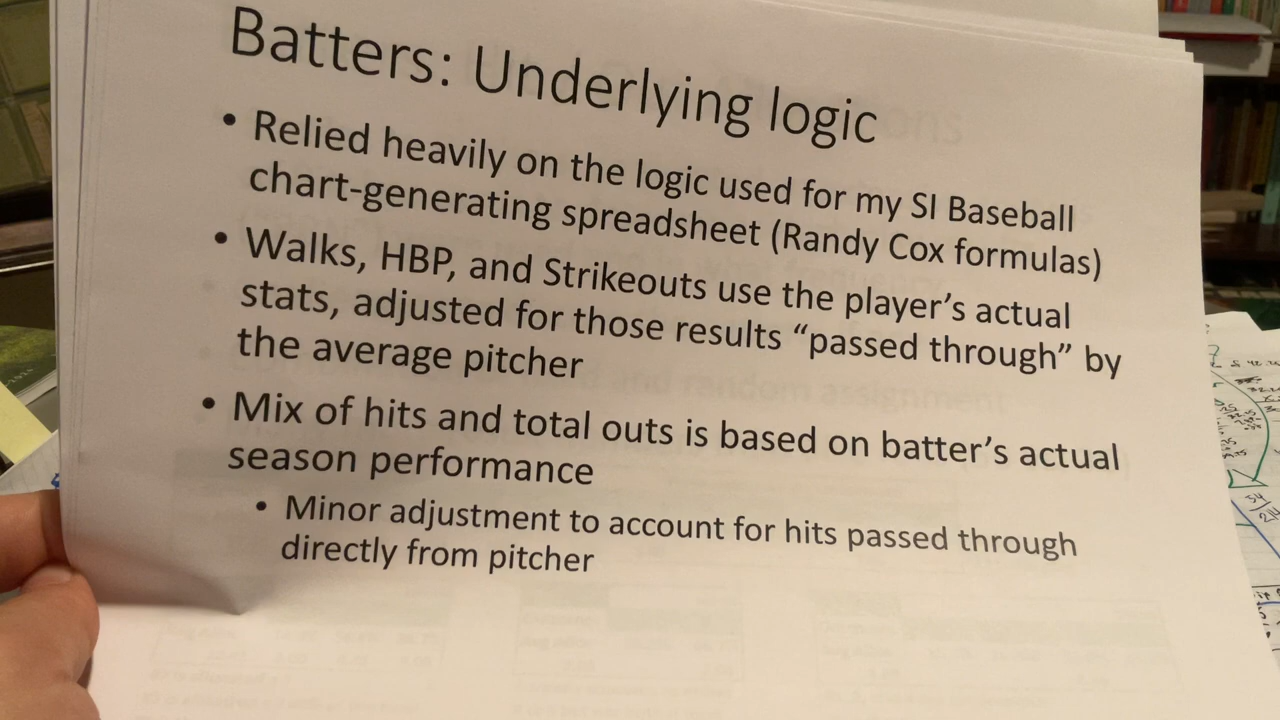 Batters: Underlying logic
• Relied heavily on the logic used for my SI Baseball
chart-generating spreadsheet (Randy Cox formulas)
• Walks, HBP, and Strikeouts use the player's actual
stats, adjusted for those results "passed through" by
the average pitcher
• Mix of hits and total outs is based on batter's actual
season performance
• Minor adjustment to account for hits passed through
directly from pitcher